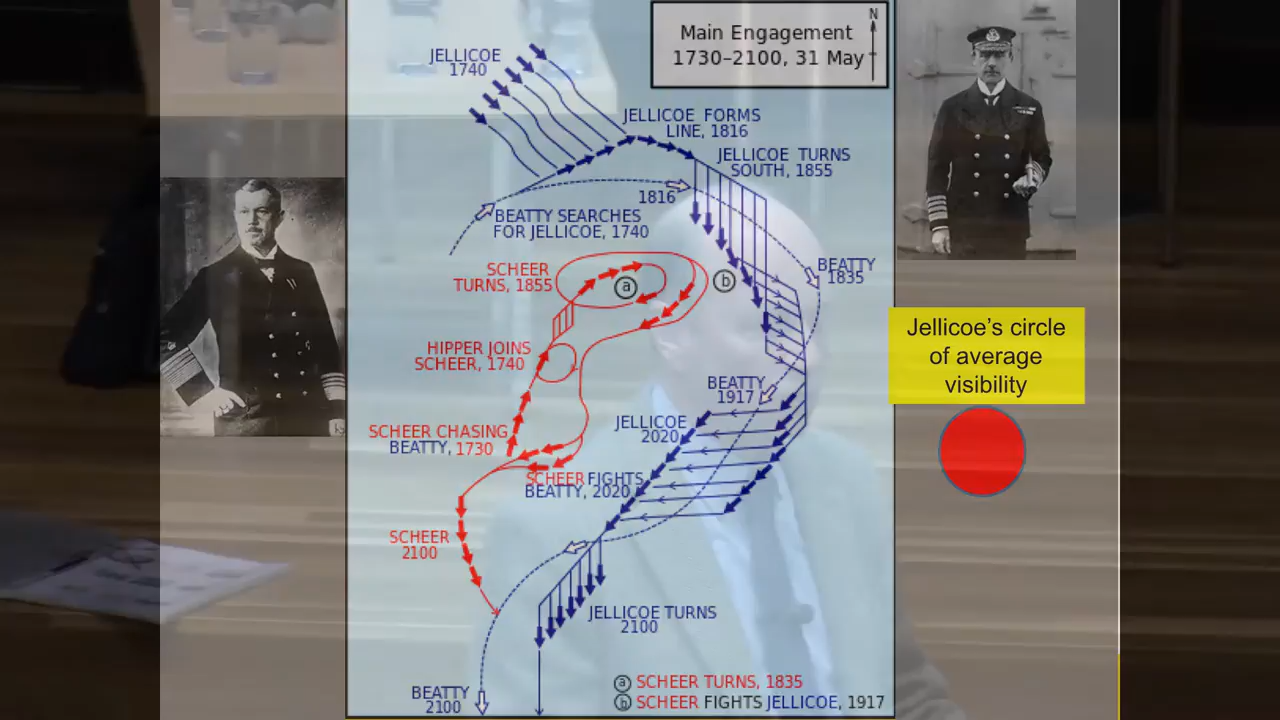 Main Engagement
1730–2100, 31 May
N
JELLICOE
1740
JELLICOE FORMS
LINE, 1816
JELLICOE TURNS
SOUTH, 1855
1816
BEATTY SEARCHES
FOR JELLICOE, 1740
BEATTY
1835
SCHEER
TURNS, 1855
a
b
HIPPER JOINS
SCHEER, 1740
BEATTY
1917
JELLICOE
2020
SCHEER CHASING
BEATTY, 1730
SCHEER FIGHTS
BEATTY, 2020
SCHEER
2100
JELLICOE TURNS
2100
BEATTY
2100
a SCHEER TURNS, 1835
b SCHEER FIGHTS JELLICOE, 1917
Jellicoe’s circle
of average
visibility